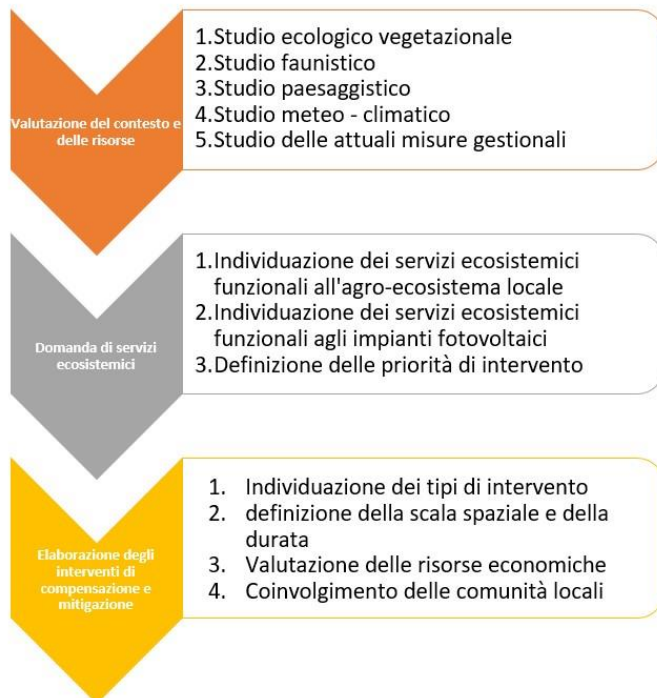 Valutazione del contesto e
delle risorse
1.Studio ecologico vegetazionale
2.Studio faunistico
3.Studio paesaggistico
4.Studio meteo - climatico
5.Studio delle attuali misure gestionali
Domanda di servizi
ecosistemici
1.Individuazione dei servizi ecosistemici
funzionali all'agro-ecosistema locale
2.Individuazione dei servizi ecosistemici
funzionali agli impianti fotovoltaici
3.Definizione delle priorità di intervento
Elaborazione degli
interventi di
compensazione e
mitigazione
1. Individuazione dei tipi di intervento
2. definizione della scala spaziale e della
durata
3. Valutazione delle risorse economiche
4. Coinvolgimento delle comunità locali